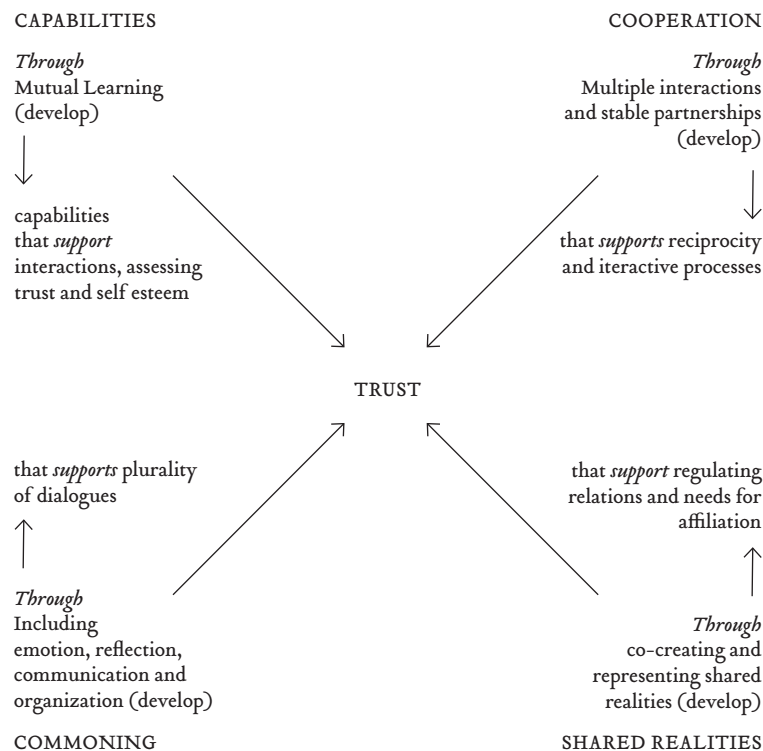 CAPABILITIES
Through
Mutual Learning
(develop)
capabilities
that support
interactions, assessing
trust and self esteem
COOPERATION
Through
Multiple interactions
and stable partnerships
(develop)
that supports reciprocity
and iteractive processes
TRUST
that supports plurality
of dialogues
Through
Including
emotion, reflection,
communication and
organization (develop)
COMMONING
that support regulating
relations and needs for
affiliation
Through
co-creating and
representing shared
realities (develop)
SHARED REALITIES